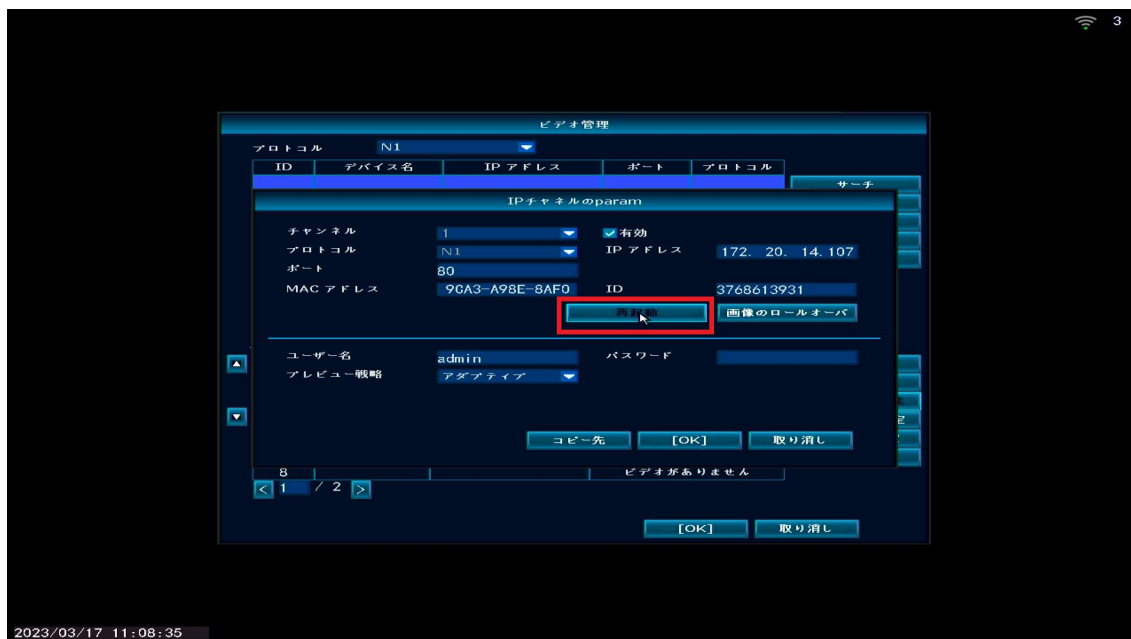 3
ビデオ管理
プロトコル N1
ID デバイス名 IP アドレス ポート プロトコル
サーチ
IPチャネルのparam
チャンネル 1 有効
プロトコル N1 IP アドレス 172. 20. 14. 107
ポート 80
MAC アドレス 9CA3-A98E-8AF0 ID 3768613931
再起動 画像のロールオーバ
ユーザー名 admin パスワード
プレビュー戦略 アダプティブ
定
コピー先 [OK] 取り消し
8 ビデオがありません
< 1 / 2 >
[OK] 取り消し
2023/03/17 11:08:35